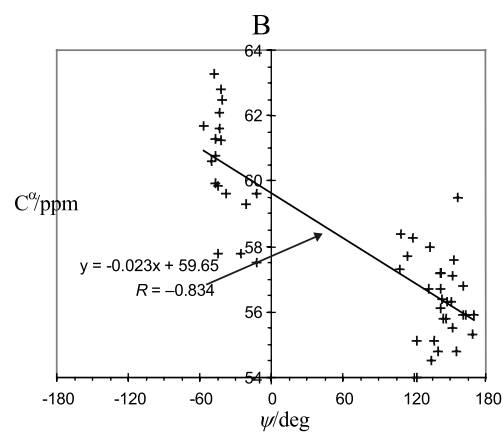 B
64
62
60
58
56
54
Cα/ppm
y = -0.023x + 59.65
R = –0.834
-180 -120 -60 0 60 120 180
ψ/deg